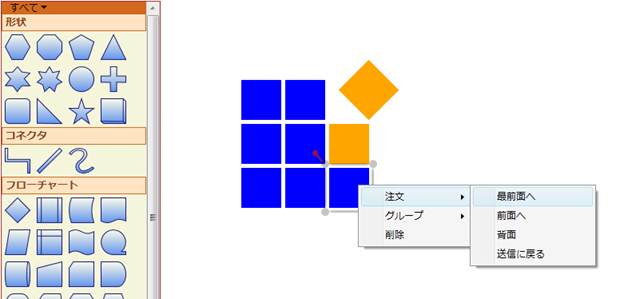 すべて
形状
コネクタ
フローチャート
注文
グループ
削除
最前面へ
前面へ
背面
送信に戻る